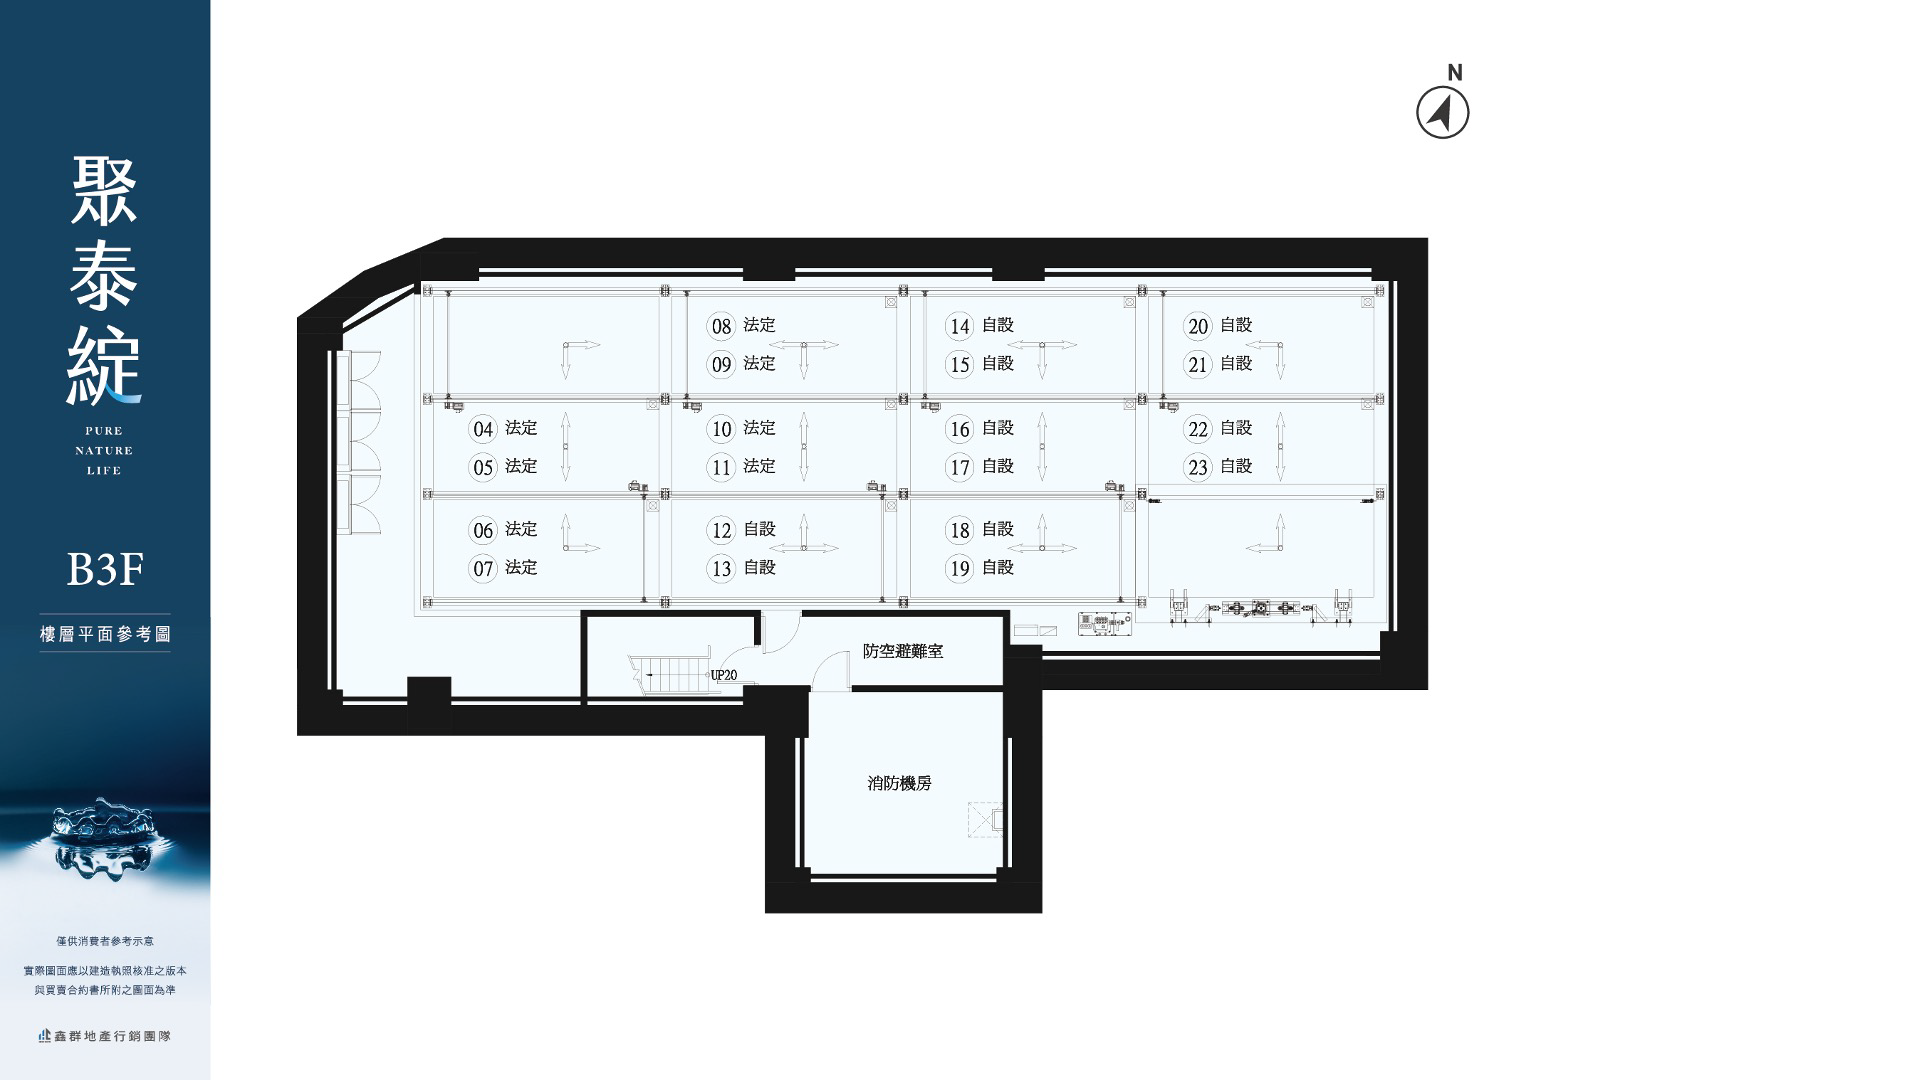 聚泰綻
PURE
NATURE
LIFE
B3F
樓層平面參考圖
僅供消費者參考示意
實際圖面應以建造執照核准之版本
與買賣合約書所附之圖面為準
鑫群地產行銷團隊
N
08 法定
14 自設
20 自設
09 法定
15 自設
21 自設
04 法定
10 法定
16 自設
22 自設
05 法定
11 法定
17 自設
23 自設
06 法定
12 自設
18 自設
07 法定
13 自設
19 自設
防空避難室
UP20
消防機房